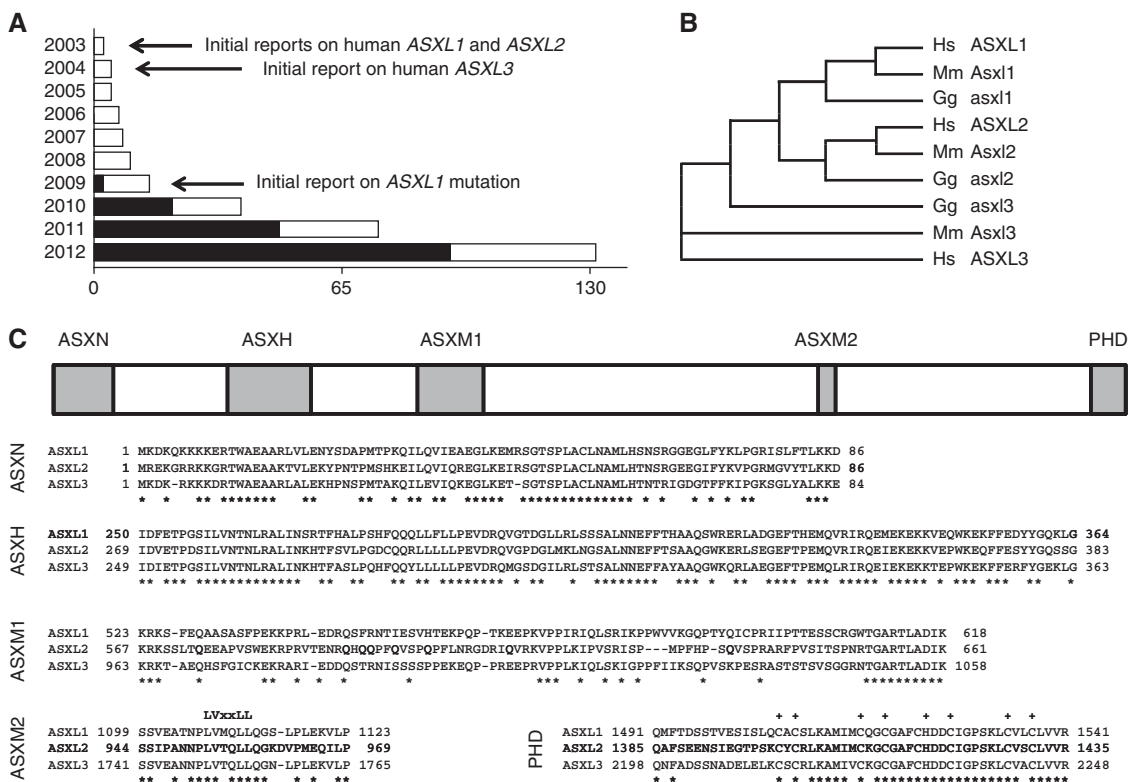 A
2003 Initial reports on human ASXL1 and ASXL2
2004 Initial report on human ASXL3
2005
2006
2007
2008
2009 Initial report on ASXL1 mutation
2010
2011
2012
0 65 130
B
Hs ASXL1
Mm Asxl1
Gg asxl1
Hs ASXL2
Mm Asxl2
Gg asxl2
Gg asxl3
Mm Asxl3
Hs ASXL3
C
ASXN ASXH ASXM1 ASXM2 PHD
ASXN
ASXL1 1 MKDKQKKKKERTWAEAARLVLENYSDAPMTPKQILQVIEAEGLKEMRSGTSPLACLNAMLHSNSRGGEGLFYKLPGRISLFTLKKD 86
ASXL2 1 MREKGRRKKGRTWAEAAKTVLEKYPNTPMSHKEILQVIQREGLKEIRSGTSPLACLNAMLHTNSRGEEGIFYKVPGRMGVYTLKKD 86
ASXL3 1 MKDK-RKKKDRTWAEAARLALEKHPNSPMTAKQILEVIQKEGLKET-SGTSPLACLNAMLHTNTRIGDGTFFKIPGKSGLYALKKE 84
ASXH
ASXL1 250 IDFETPGSILVNTNLRALINSRTFHALPSHFQQQLLFLLPEVDRQVGTDGLLRLSSSALNNEFFTHAAQSWRERLADGEFTHEMQVRIRQEMEKEKKVEQWKEKFFEDYYGQKLG 364
ASXL2 269 IDVETPDSILVNTNLRALINKHTFSVLPGDCQQRLLLLLPEVDRQVGPDGLMKLNGSALNNEFFTSAAQGWKERLSEGEFTPEMQVRIRQEIEKEKKVEPWKEQFFESYYGQSSG 383
ASXL3 249 IDIETPGSILVNTNLRALINKHTFASLPQHFQQYLLLLLPEVDRQMGSDGILRLSTSALNNEFFAYAAQGWKQRLAEGEFTPEMQLRIRQEIEKEKKTEPWKEKFFERFYGEKLG 363
ASXM1
ASXL1 523 KRKS-FEQAASASFPEKKPRL-EDRQSFRNTIESVHTEKPQP-TKEEPKVPPIRIQLSRIKPPWVVKGQPTYQICPRIIPTTESSCRGWTGARTLADIK 618
ASXL2 567 KRKSSLTQEEAPVSWEKRPRVTENRQHQQPFQVSPQPFLNRGDRIQVRKVPPLKIPVSRISP---MPFHP-SQVSPRARFPVSITSPNRTGARTLADIK 661
ASXL3 963 KRKT-AEQHSFGICKEKRARI-EDDQSTRNISSSSPPEKEQP-PREEPRVPPLKIQLSKIGPPFIIKSQPVSKPESRASTSTSVSGGRNTGARTLADIK 1058
ASXM2
LVxxLL
ASXL1 1099 SSVEATNPLVMQLLQGS-LPLEKVLP 1123
ASXL2 944 SSIPANNPLVTQLLQGKDVPMEQILP 969
ASXL3 1741 SSVEANNPLVTQLLQGN-LPLEKVLP 1765
PHD
ASXL1 1491 QMFTDSSTVESISLQCACSLKAMIMCQGCGAFCHDDCIGPSKLCVLCLVVR 1541
ASXL2 1385 QAFSEENSIEGTPSKCYCRLKAMIMCKGCGAFCHDDCIGPSKLCVSCLVVR
ASXL3 2198 QNFADSSNADELELKCSCRLKAMIVCKGCGAFCHDDCIGPSKLCVACLVVR 2248